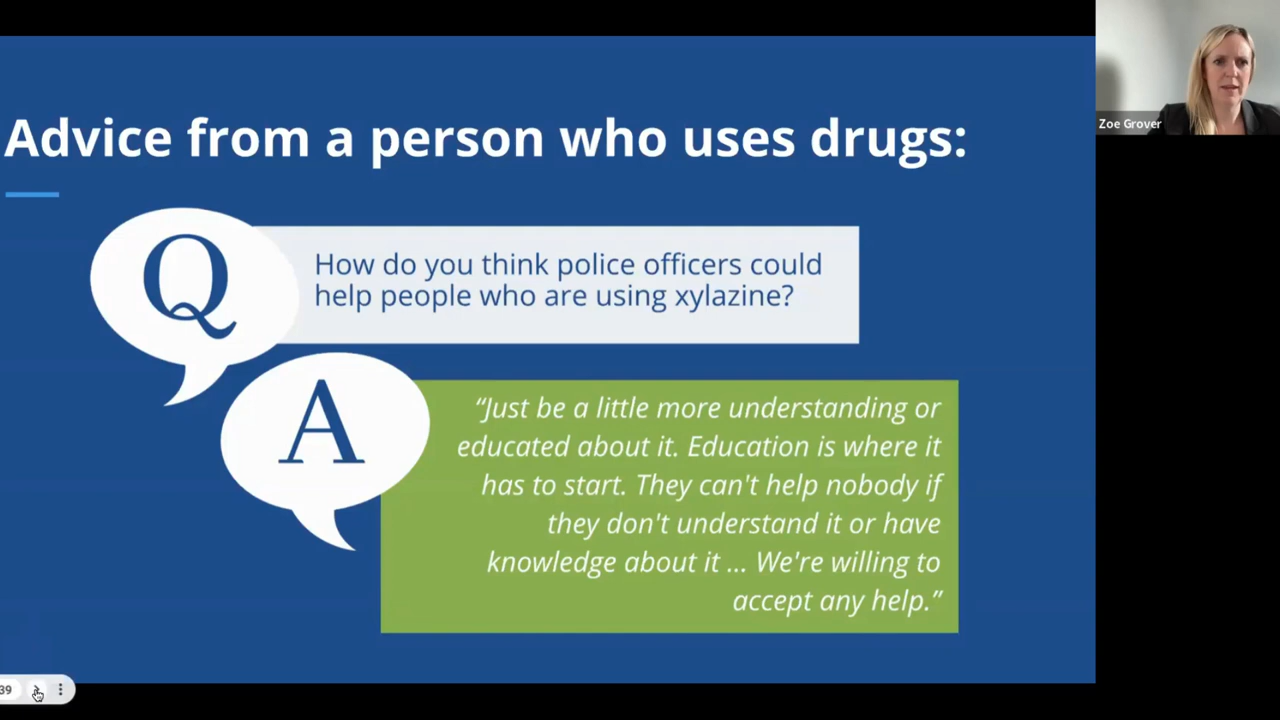 Advice from a person who uses drugs:
Zoe Grover
Q
How do you think police officers could
help people who are using xylazine?
A
“Just be a little more understanding or
educated about it. Education is where it
has to start. They can't help nobody if
they don't understand it or have
knowledge about it ... We're willing to
accept any help.”
39